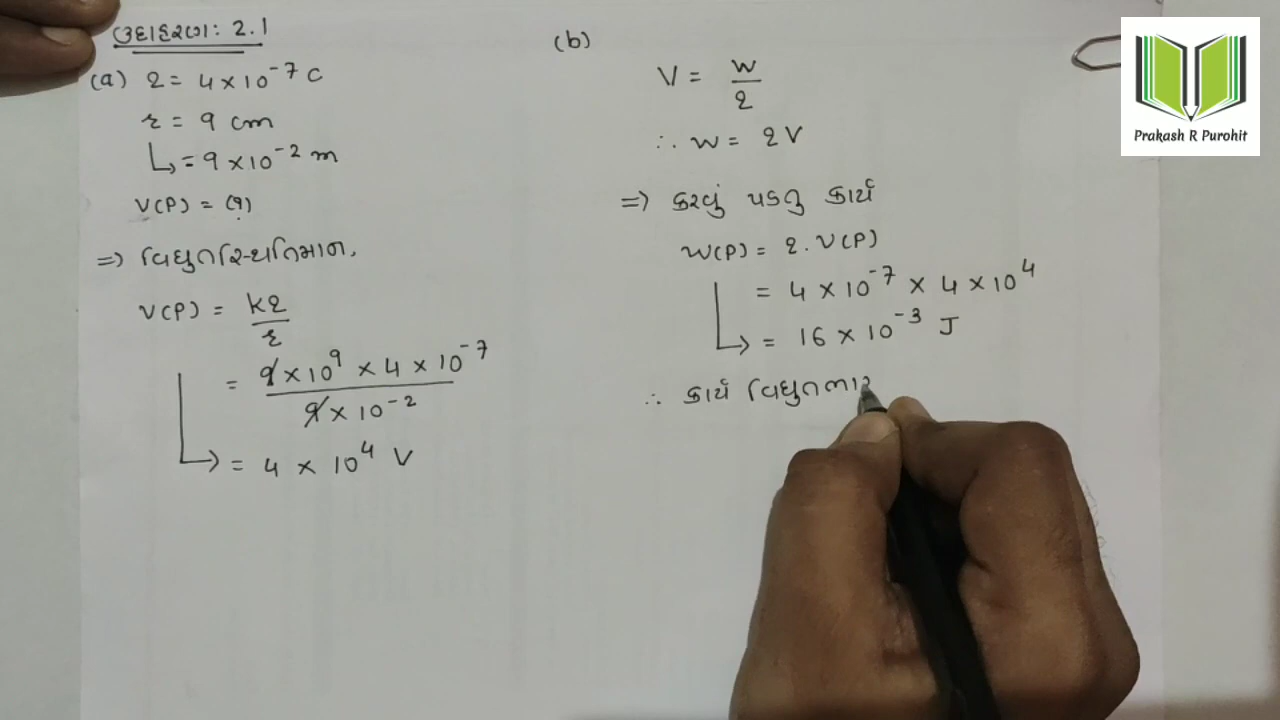 ઉદાહરણ: 2.1
(a) q = 4 × 10⁻⁷ C
r = 9 cm
↳ = 9 × 10⁻² m
V(P) = (?)
⇒ વિદ્યુતસ્થિતિમાન,
V(P) = kq / r
= 9 × 10⁹ × 4 × 10⁻⁷ / 9 × 10⁻²
↳ = 4 × 10⁴ V
(b)
V = W / q
∴ W = qV
⇒ કરવું પડતું કાર્ય
W(P) = q . V(P)
= 4 × 10⁻⁷ × 4 × 10⁴
↳ = 16 × 10⁻³ J
∴ કાર્ય વિદ્યુતભાર
Prakash R Purohit